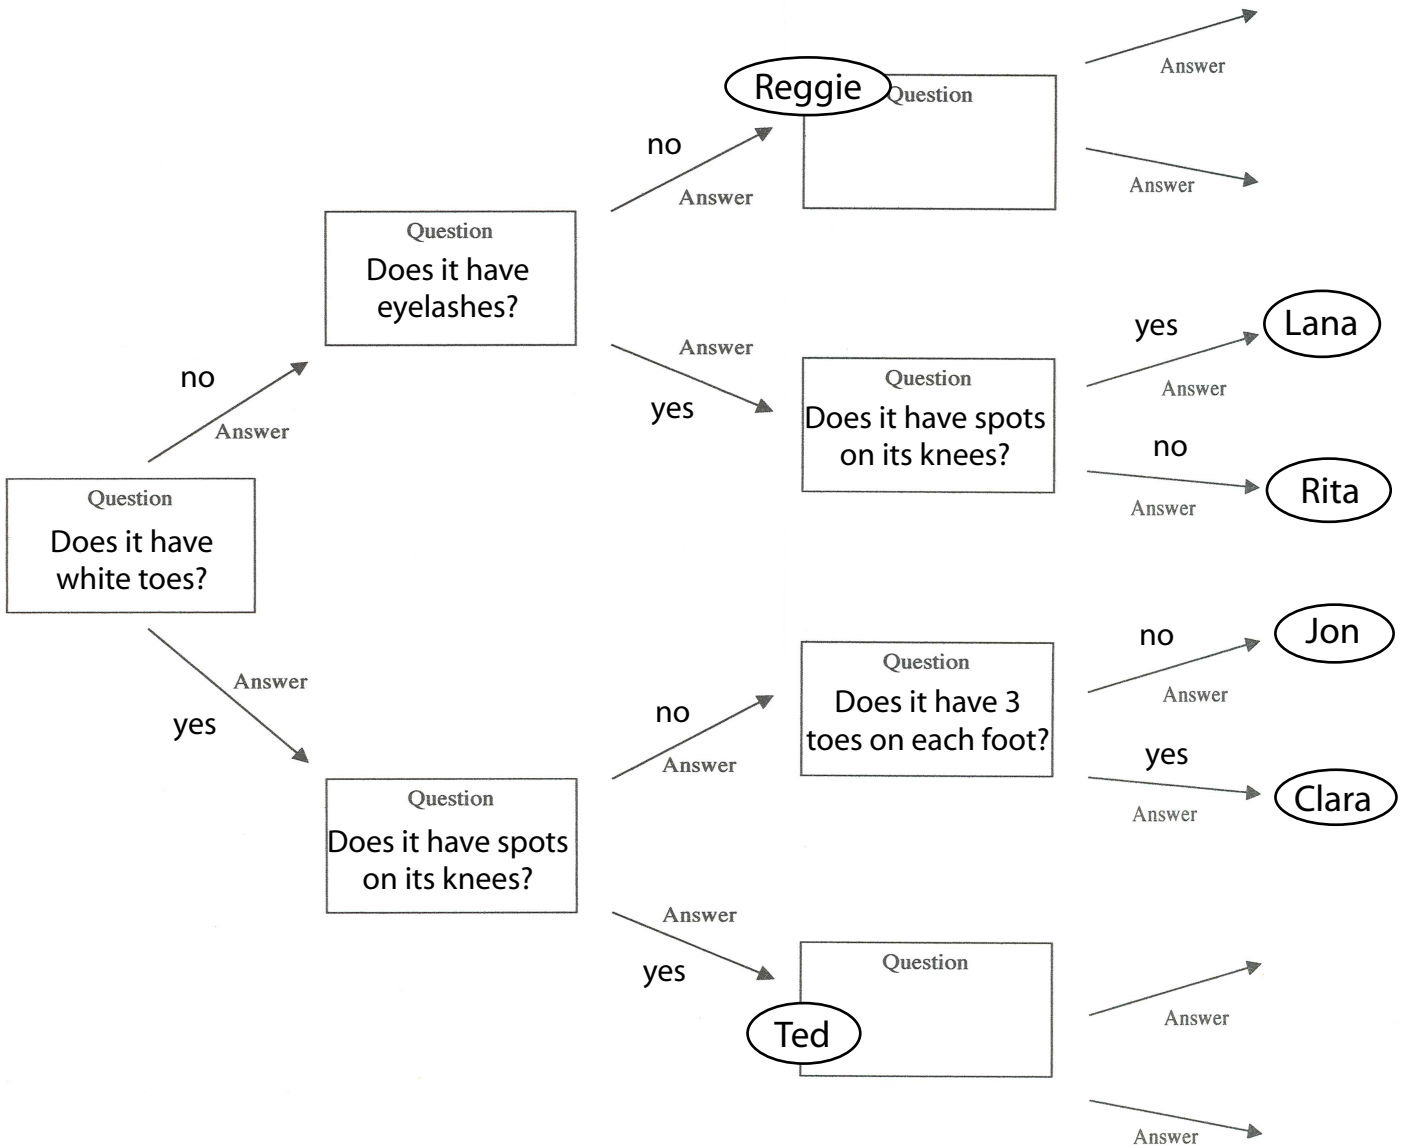 Answer
Reggie
Question
no
Answer
Answer
Question
Does it have
eyelashes?
Answer
yes
no
Answer
Question
Does it have spots
on its knees?
yes
Answer
Lana
no
Answer
Rita
Question
Does it have
white toes?
Answer
yes
no
Answer
Question
Does it have 3
toes on each foot?
no
Answer
Jon
yes
Answer
Clara
Question
Does it have spots
on its knees?
Answer
yes
Question
Ted
Answer
Answer